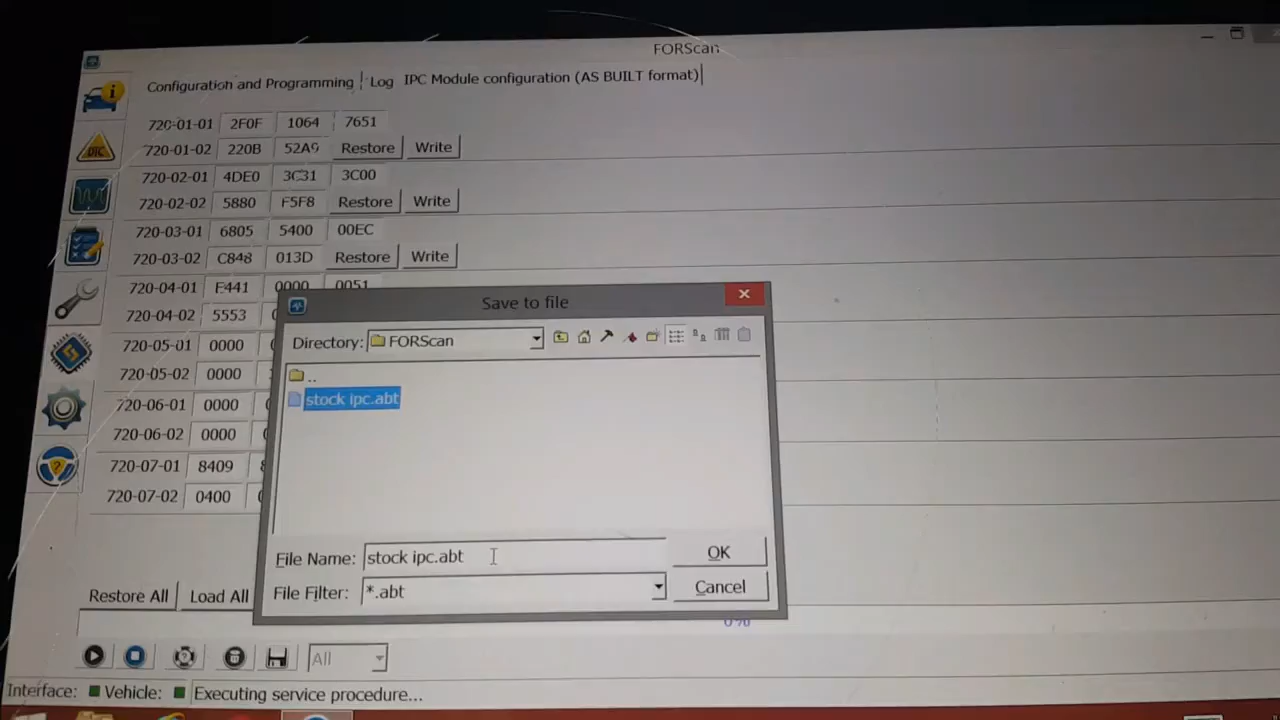 FORScan
Configuration and Programming Log IPC Module configuration (AS BUILT format)
720-01-01 2F0F 1064 7651
720-01-02 220B 52A9 Restore Write
720-02-01 4DE0 3C31 3C00
720-02-02 5880 F5F8 Restore Write
720-03-01 6805 5400 00EC
720-03-02 C848 013D Restore Write
720-04-01 E441 0000 0051
720-04-02 5553
720-05-01 0000
720-05-02 0000
720-06-01 0000
720-06-02 0000
720-07-01 8409
720-07-02 0400
DTC
Save to file
Directory: FORScan
..
stock ipc.abt
File Name: stock ipc.abt OK
File Filter: *.abt Cancel
Restore All Load All
0%
All
Interface: Vehicle: Executing service procedure...